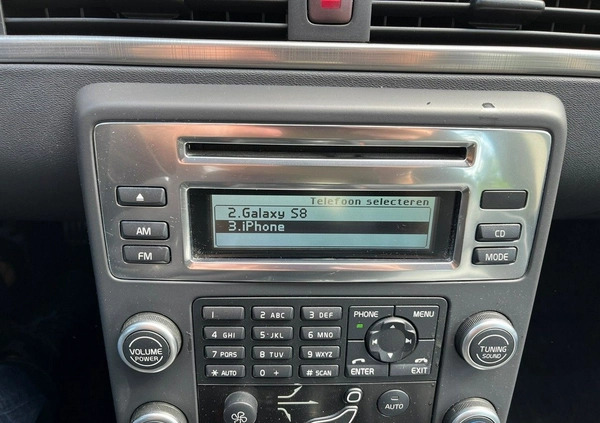 Telefoon selecteren
2.Galaxy S8
3.iPhone
AM
FM
CD
MODE
1
2 ABC
3 DEF
PHONE
MENU
4 GHI
5·JKL
6 MNO
7 PQRS
8 TUV
9 WXYZ
* AUTO
0 +
# SCAN
ENTER
EXIT
VOLUME
POWER
TUNING
SOUND
AUTO